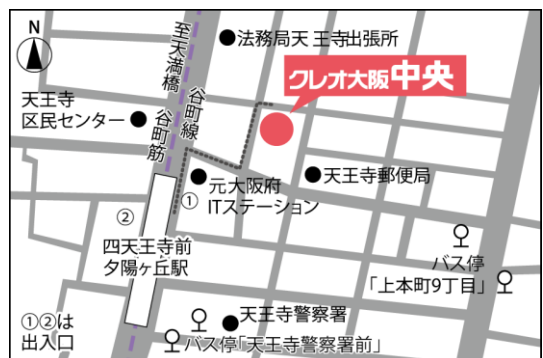 N
至天満橋
谷町線
谷町筋
法務局天王寺出張所
クレオ大阪中央
天王寺
区民センター
元大阪府
ITステーション
天王寺郵便局
①
②
四天王寺前
夕陽ヶ丘駅
バス停
「上本町9丁目」
①②は
出入口
天王寺警察署
バス停「天王寺警察署前」